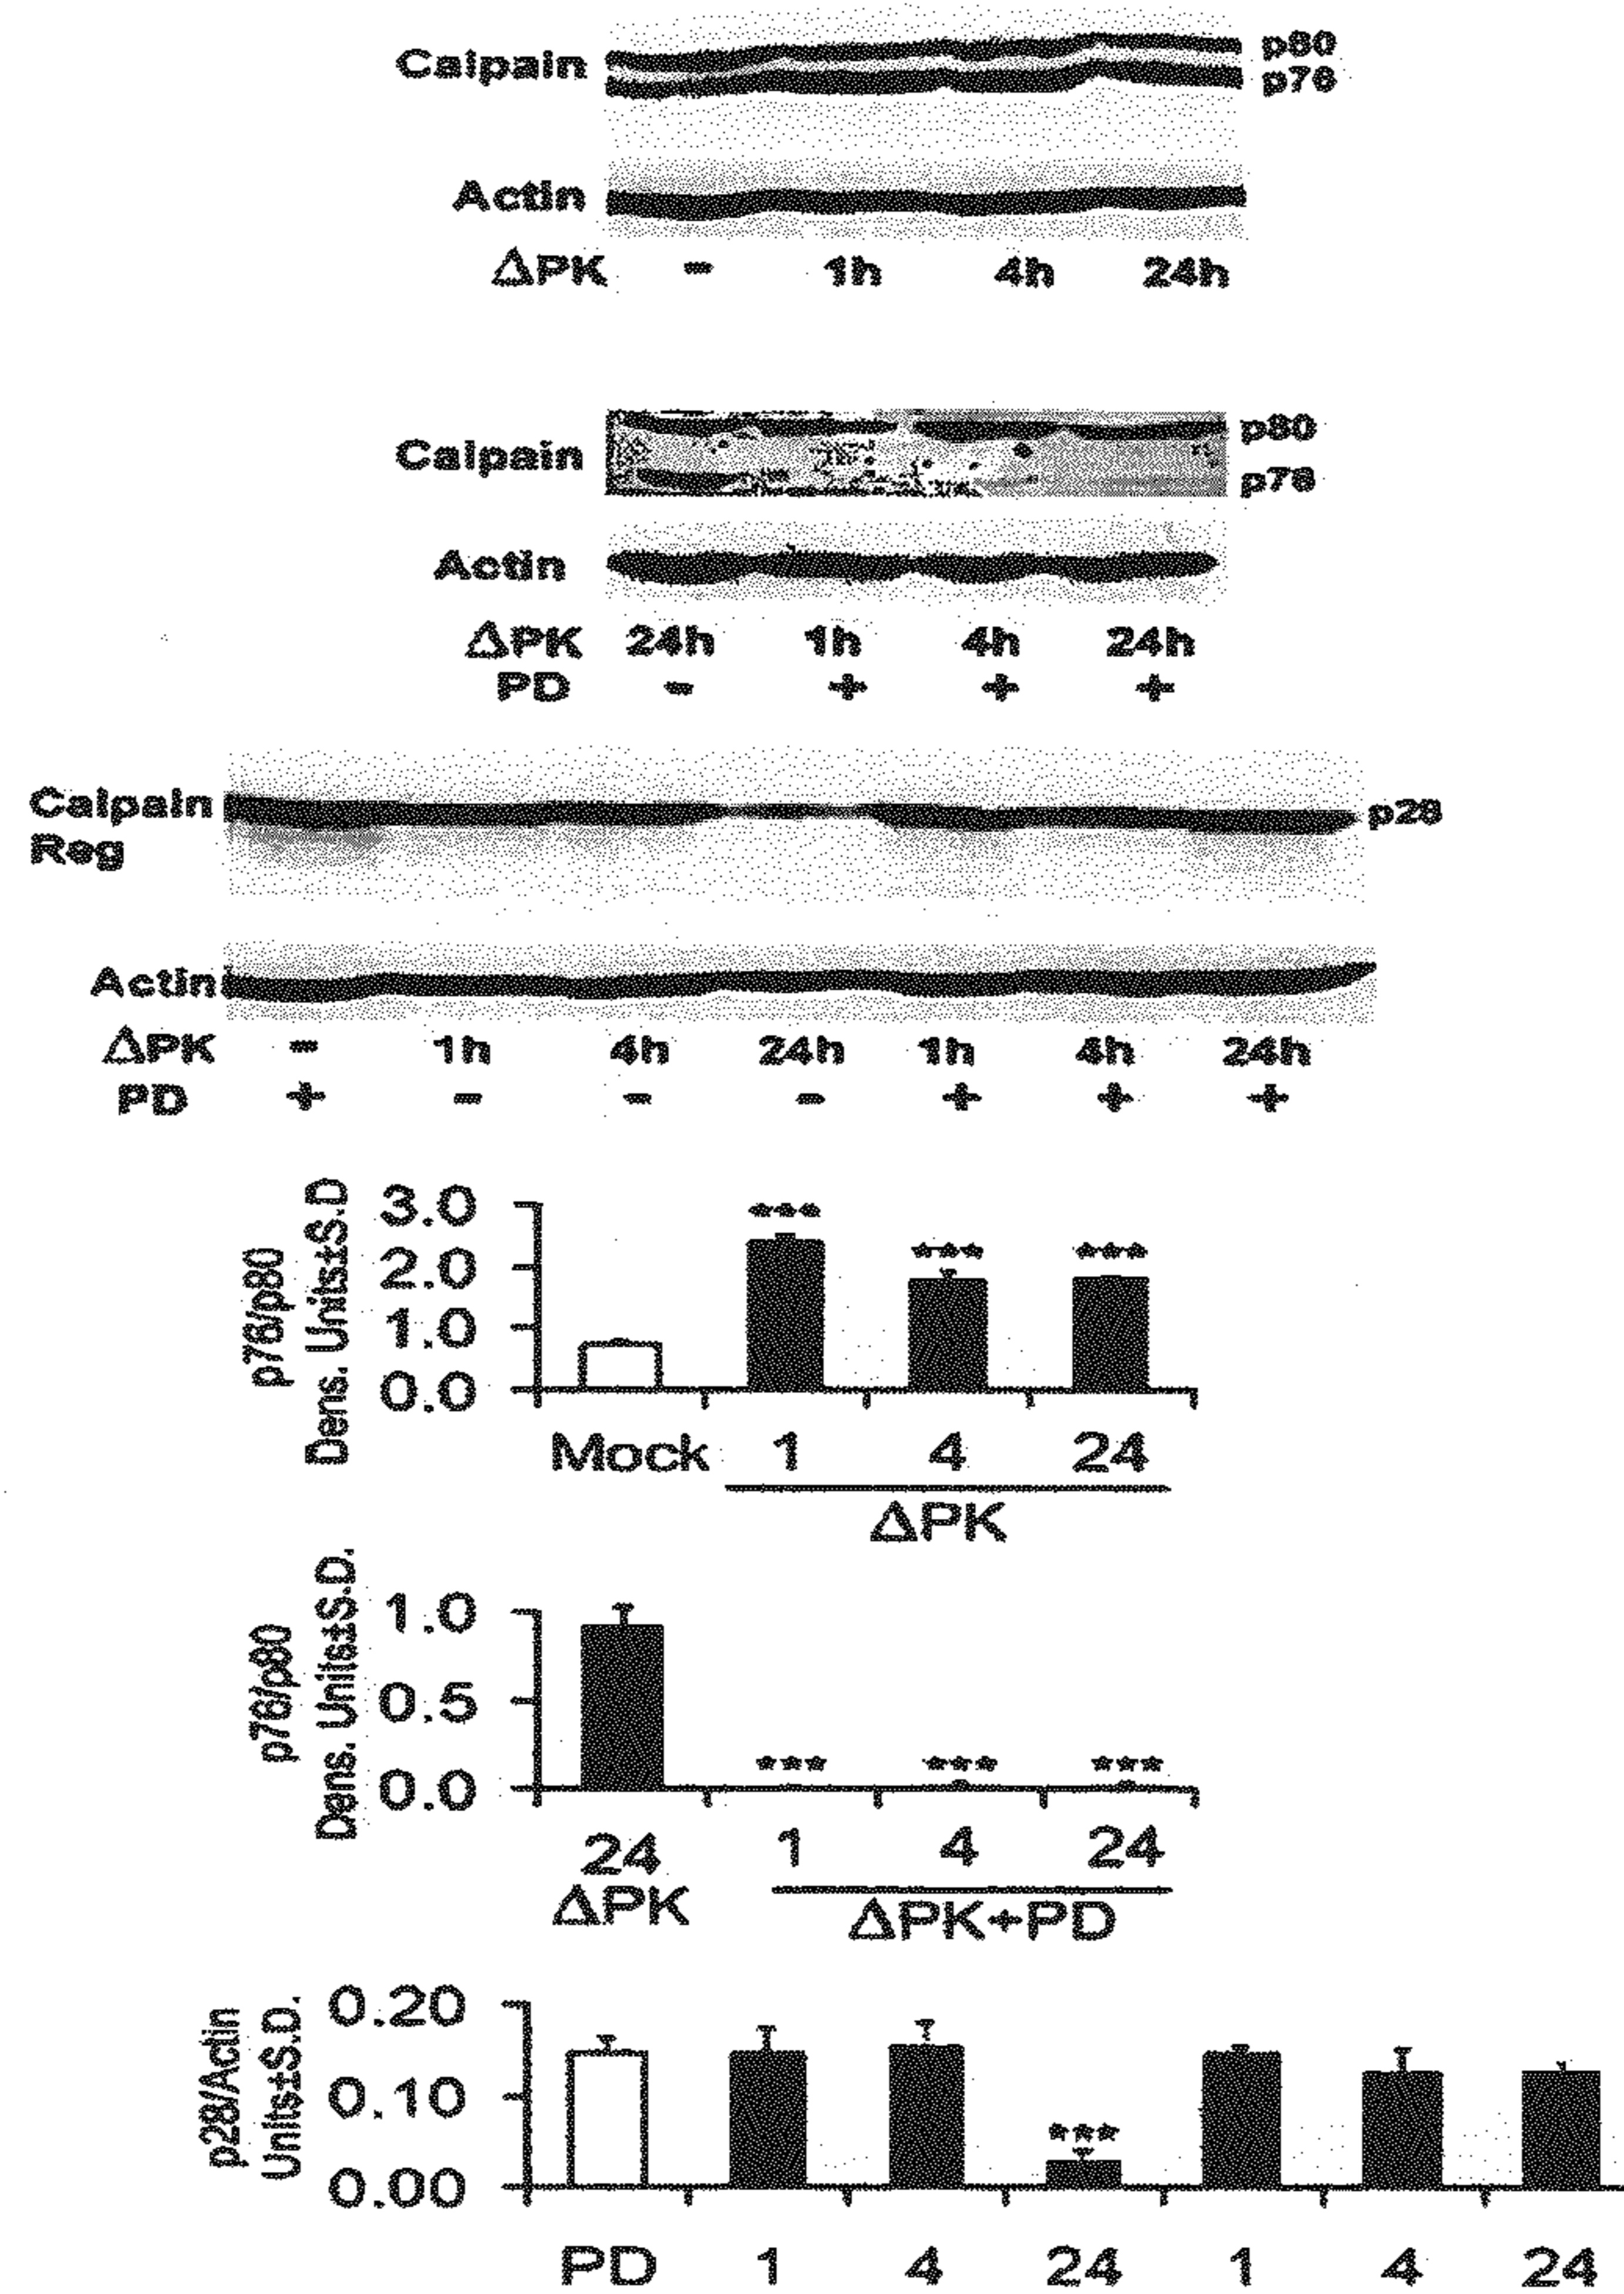 Calpain p80
p76
Actin
ΔPK - 1h 4h 24h
Calpain p80
p76
Actin
ΔPK 24h 1h 4h 24h
PD - + + +
Calpain p28
Reg
Actin
ΔPK - 1h 4h 24h 1h 4h 24h
PD + - - - + + +
p76/p80
Dens. Units±S.D
3.0
2.0
1.0
0.0
***
***
***
Mock 1 4 24
ΔPK
p76/p80
Dens. Units±S.D.
1.0
0.5
0.0
*** *** ***
24 1 4 24
ΔPK ΔPK+PD
p28/Actin
Units±S.D.
0.20
0.10
0.00
***
PD 1 4 24 1 4 24